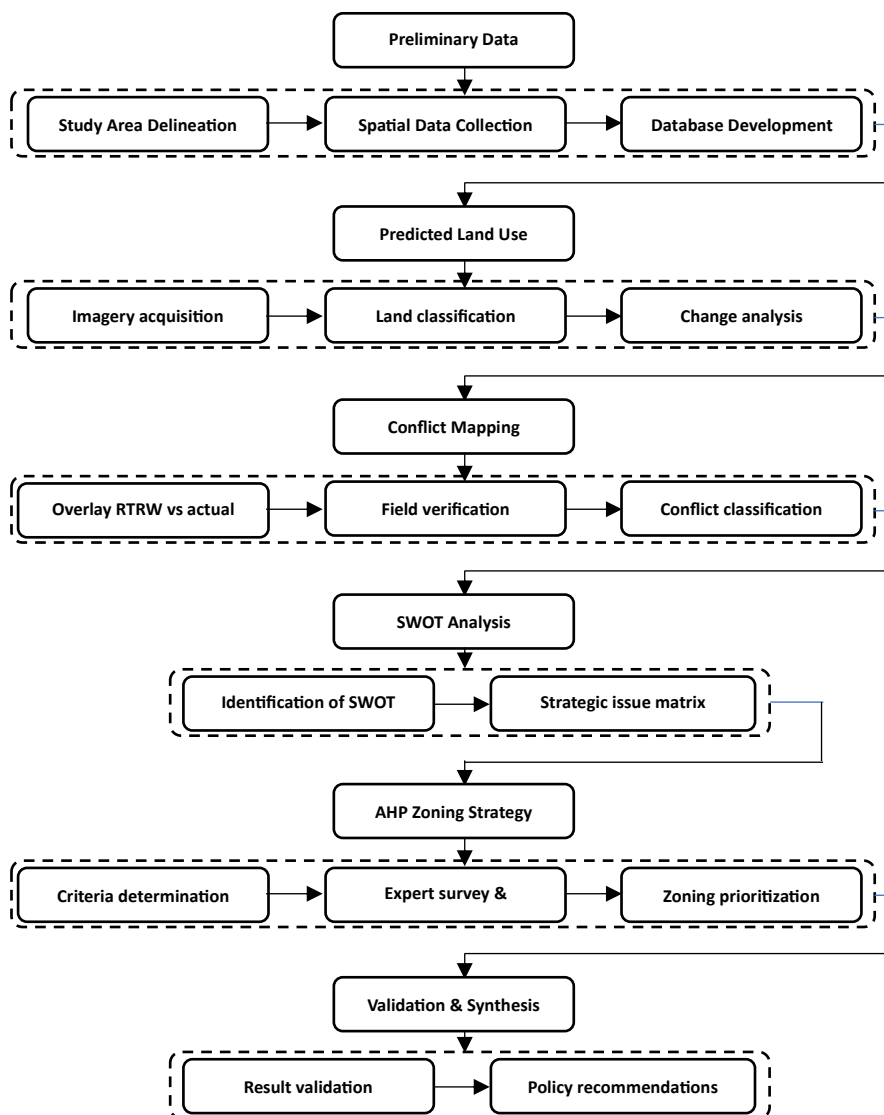 Preliminary Data
Study Area Delineation
Spatial Data Collection
Database Development
Predicted Land Use
Imagery acquisition
Land classification
Change analysis
Conflict Mapping
Overlay RTRW vs actual
Field verification
Conflict classification
SWOT Analysis
Identification of SWOT
Strategic issue matrix
AHP Zoning Strategy
Criteria determination
Expert survey &
Zoning prioritization
Validation & Synthesis
Result validation
Policy recommendations